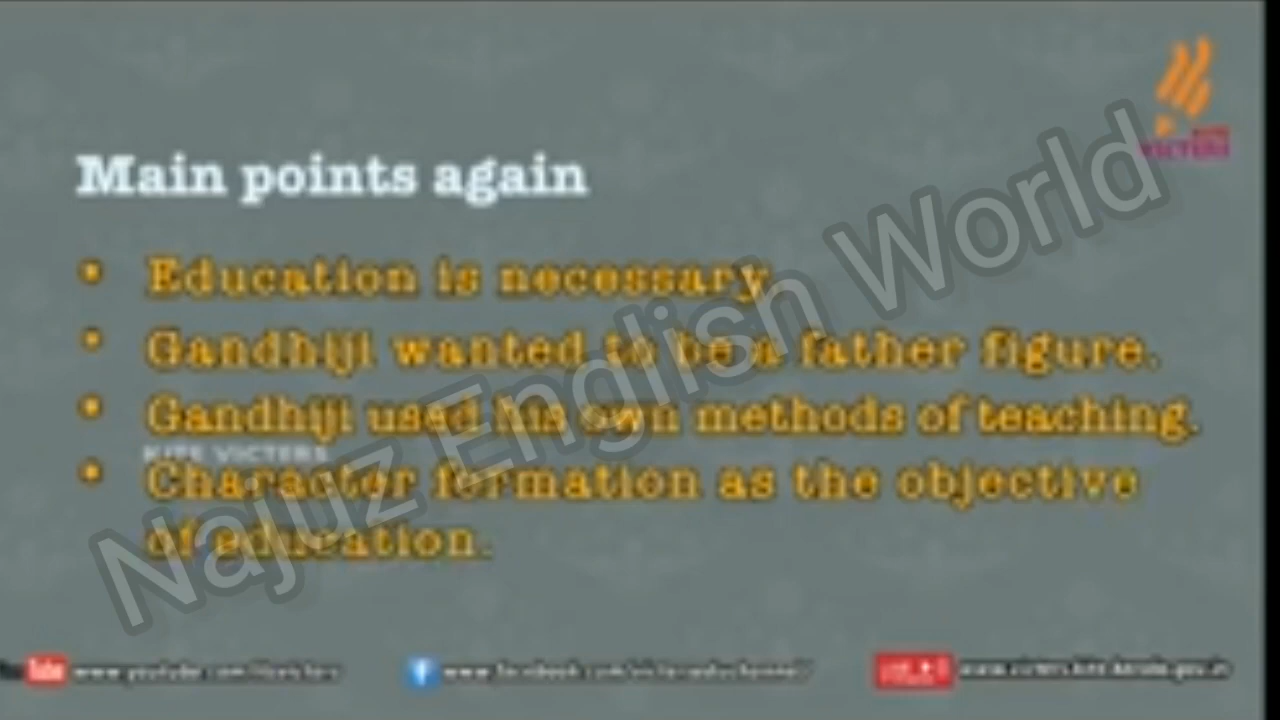 VICTERS
Main points again
• Education is necessary.
• Gandhiji wanted to be a father figure.
• Gandhiji used his own methods of teaching.
KITE VICTERS
• Character formation as the objective
of education.
Najuz English World